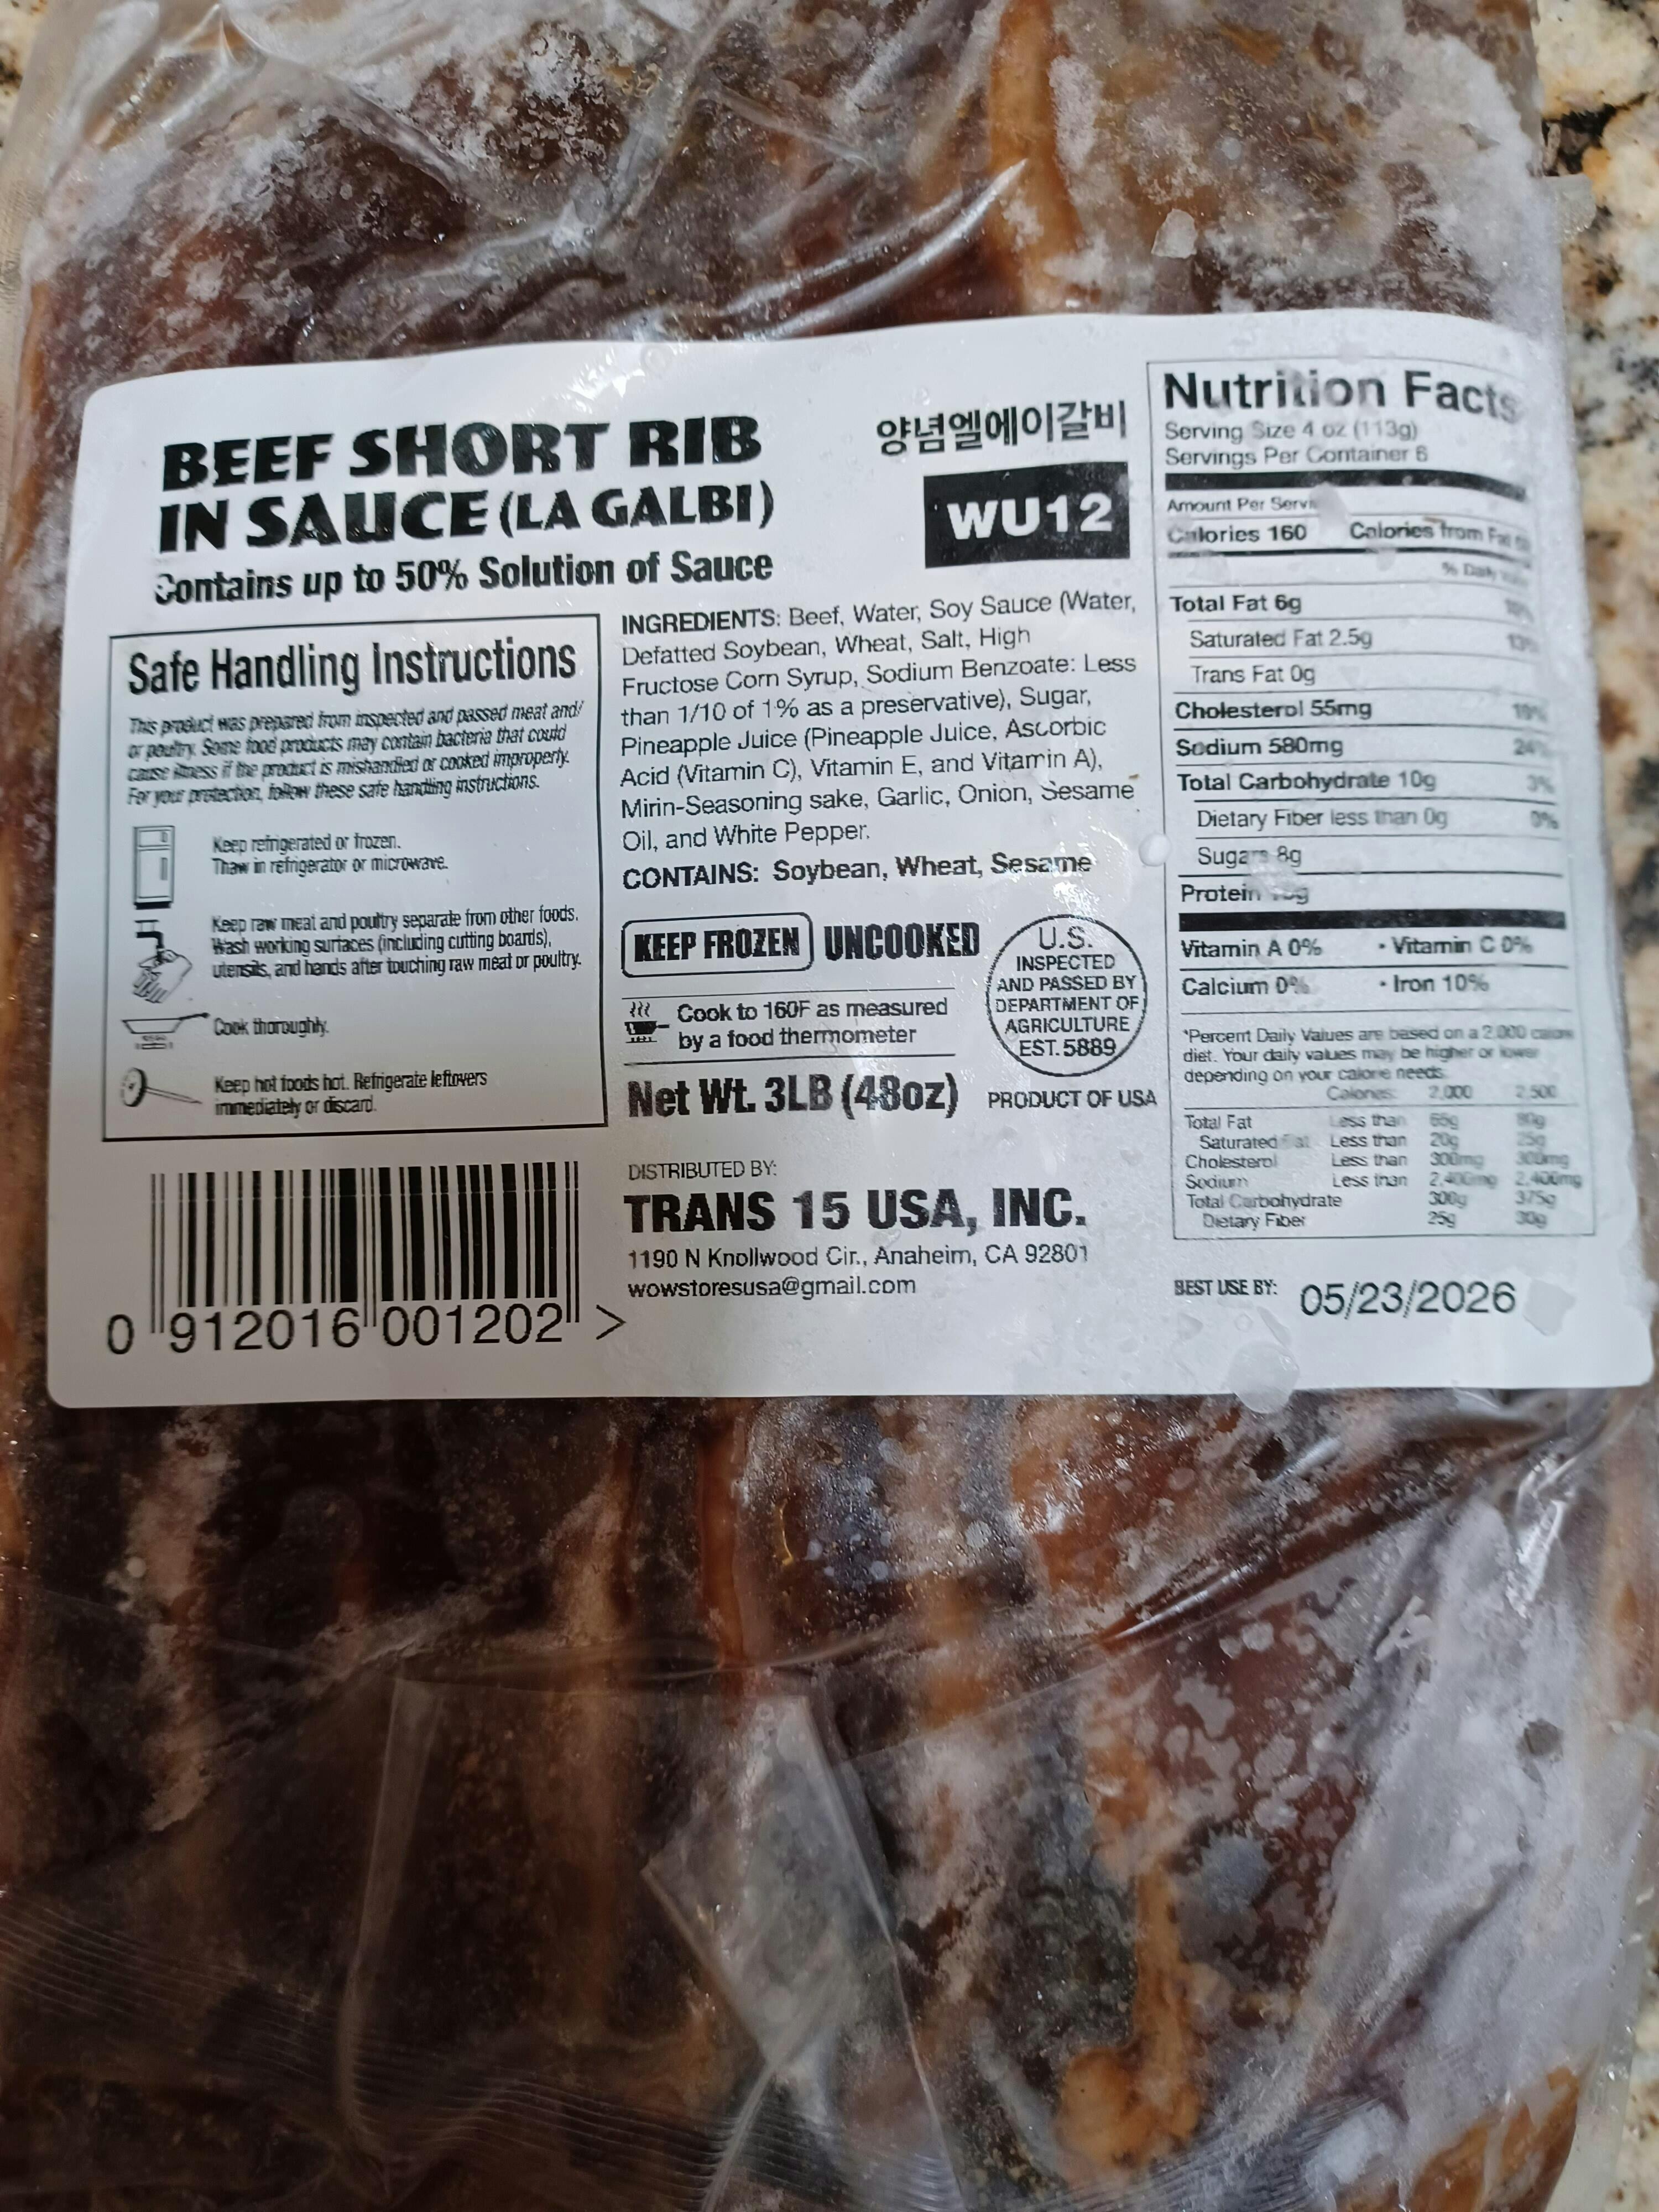 BEEF SHORT RIB
IN SAUCE (LA GALBI)
Contains up to 50% Solution of Sauce
양념엘에이갈비
WU12
Safe Handling Instructions
This product was prepared from inspected and passed meat and/
or poultry. Some food products may contain bacteria that could
cause illness if the product is mishandled or cooked improperly.
For your protection, follow these safe handling instructions.
Keep refrigerated or frozen.
Thaw in refrigerator or microwave.
Keep raw meat and poultry separate from other foods.
Wash working surfaces (including cutting boards),
utensils, and hands after touching raw meat or poultry.
Cook thoroughly.
Keep hot foods hot. Refrigerate leftovers
immediately or discard.
0 912016 001202 >
INGREDIENTS: Beef, Water, Soy Sauce (Water,
Defatted Soybean, Wheat, Salt, High
Fructose Corn Syrup, Sodium Benzoate: Less
than 1/10 of 1% as a preservative), Sugar,
Pineapple Juice (Pineapple Juice, Ascorbic
Acid (Vitamin C), Vitamin E, and Vitamin A),
Mirin-Seasoning sake, Garlic, Onion, Sesame
Oil, and White Pepper.
CONTAINS: Soybean, Wheat, Sesame
KEEP FROZEN UNCOOKED
Cook to 160F as measured
by a food thermometer
U.S.
INSPECTED
AND PASSED BY
DEPARTMENT OF
AGRICULTURE
EST. 5889
Net Wt. 3LB (48oz)
PRODUCT OF USA
DISTRIBUTED BY:
TRANS 15 USA, INC.
1190 N Knollwood Cir., Anaheim, CA 92801
wowstoresusa@gmail.com
Nutrition Facts
Serving Size 4 oz (113g)
Servings Per Container 6
Amount Per
Calories 160 Calories from Fat
% Daily
Total Fat 6g
Saturated Fat 2.5g 13%
Trans Fat 0g
Cholesterol 55mg
Sodium 580mg 24%
Total Carbohydrate 10g 3%
Dietary Fiber less than 0g 0%
Sugars 8g
Protein
Vitamin A 0% • Vitamin C 0%
Calcium 0% • Iron 10%
*Percent Daily Values are based on a 2,000 calorie
diet. Your daily values may be higher or lower
depending on your calorie needs.
Calories: 2,000 2,500
Total Fat Less than 65g 80g
Saturated Fat Less than 20g 25g
Cholesterol Less than 300mg 300mg
Sodium Less than 2,400mg 2,400mg
Total Carbohydrate 300g 375g
Dietary Fiber 25g 30g
BEST USE BY: 05/23/2026